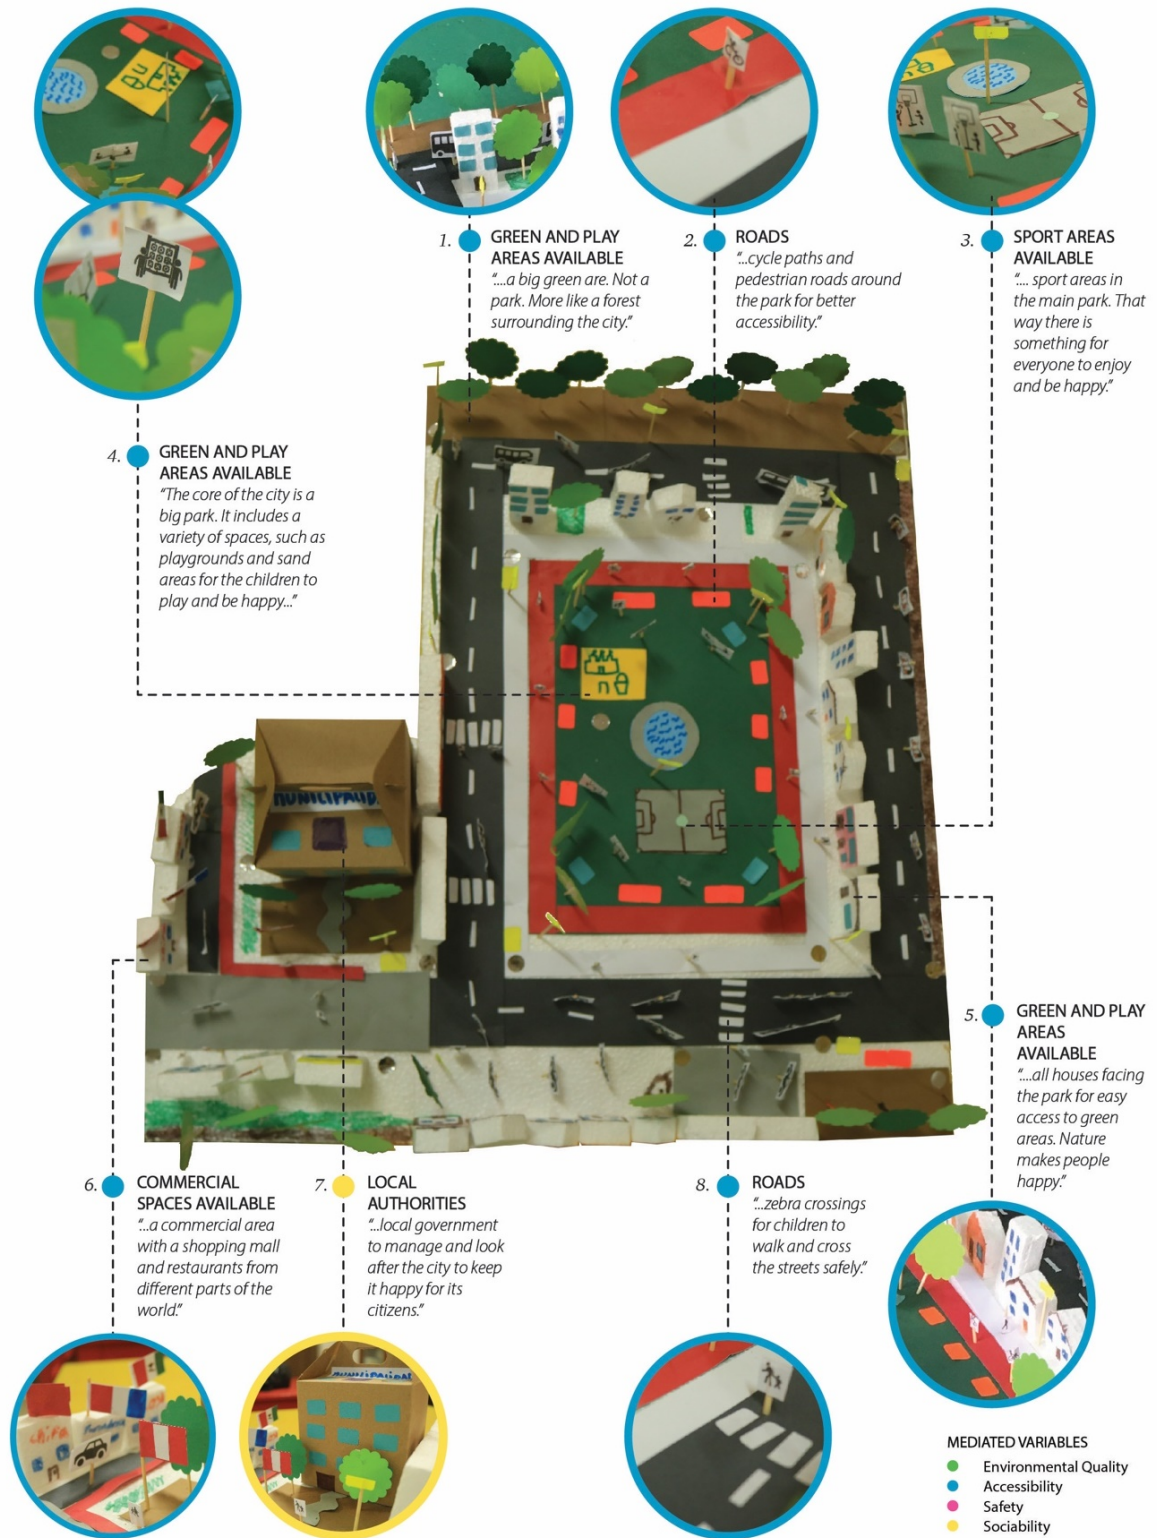 1. GREEN AND PLAY
AREAS AVAILABLE
"....a big green are. Not a
park. More like a forest
surrounding the city."
2. ROADS
"...cycle paths and
pedestrian roads around
the park for better
accessibility."
3. SPORT AREAS
AVAILABLE
".... sport areas in
the main park. That
way there is
something for
everyone to enjoy
and be happy."
4. GREEN AND PLAY
AREAS AVAILABLE
"The core of the city is a
big park. It includes a
variety of spaces, such as
playgrounds and sand
areas for the children to
play and be happy..."
MUNICIPALID
5. GREEN AND PLAY
AREAS
AVAILABLE
"....all houses facing
the park for easy
access to green
areas. Nature
makes people
happy."
6. COMMERCIAL
SPACES AVAILABLE
"...a commercial area
with a shopping mall
and restaurants from
different parts of the
world."
7. LOCAL
AUTHORITIES
"...local government
to manage and look
after the city to keep
it happy for its
citizens."
8. ROADS
"...zebra crossings
for children to
walk and cross
the streets safely."
chifa
MUNICIPALIDAD
MEDIATED VARIABLES
Environmental Quality
Accessibility
Safety
Sociability